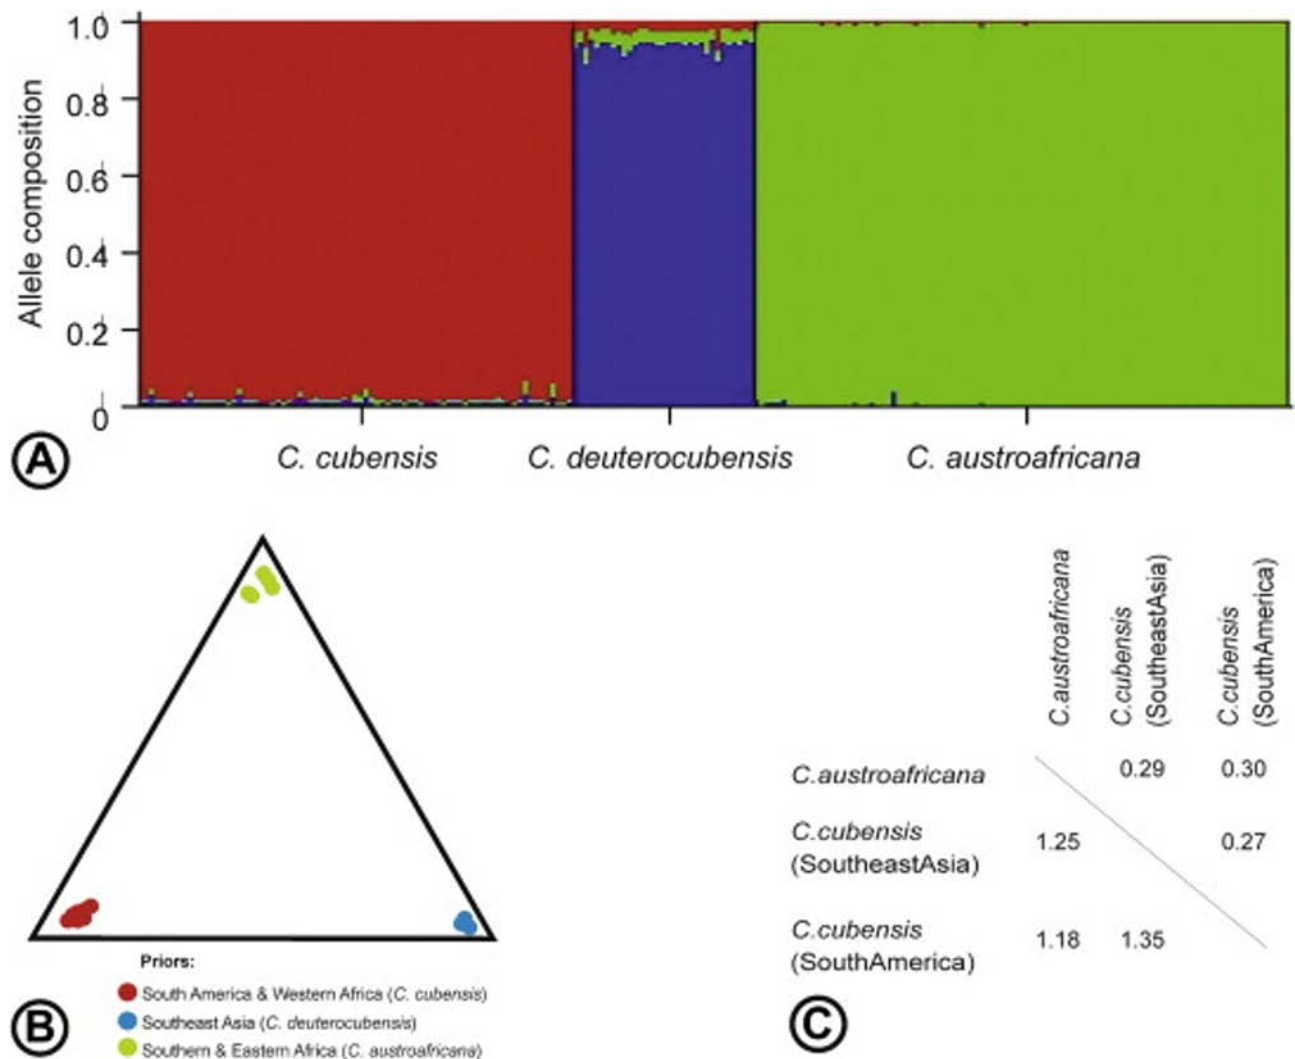 1.0
0.8
0.6
0.4
0.2
0
Allele composition
C. cubensis C. deuterocubensis C. austroafricana
A
Priors:
South America & Western Africa (C. cubensis)
Southeast Asia (C. deuterocubensis)
Southern & Eastern Africa (C. austroafricana)
B
C.austroafricana
C.cubensis
(SoutheastAsia)
C.cubensis
(SouthAmerica)
C.austroafricana 0.29 0.30
C.cubensis
(SoutheastAsia) 1.25 0.27
C.cubensis
(SouthAmerica) 1.18 1.35
C